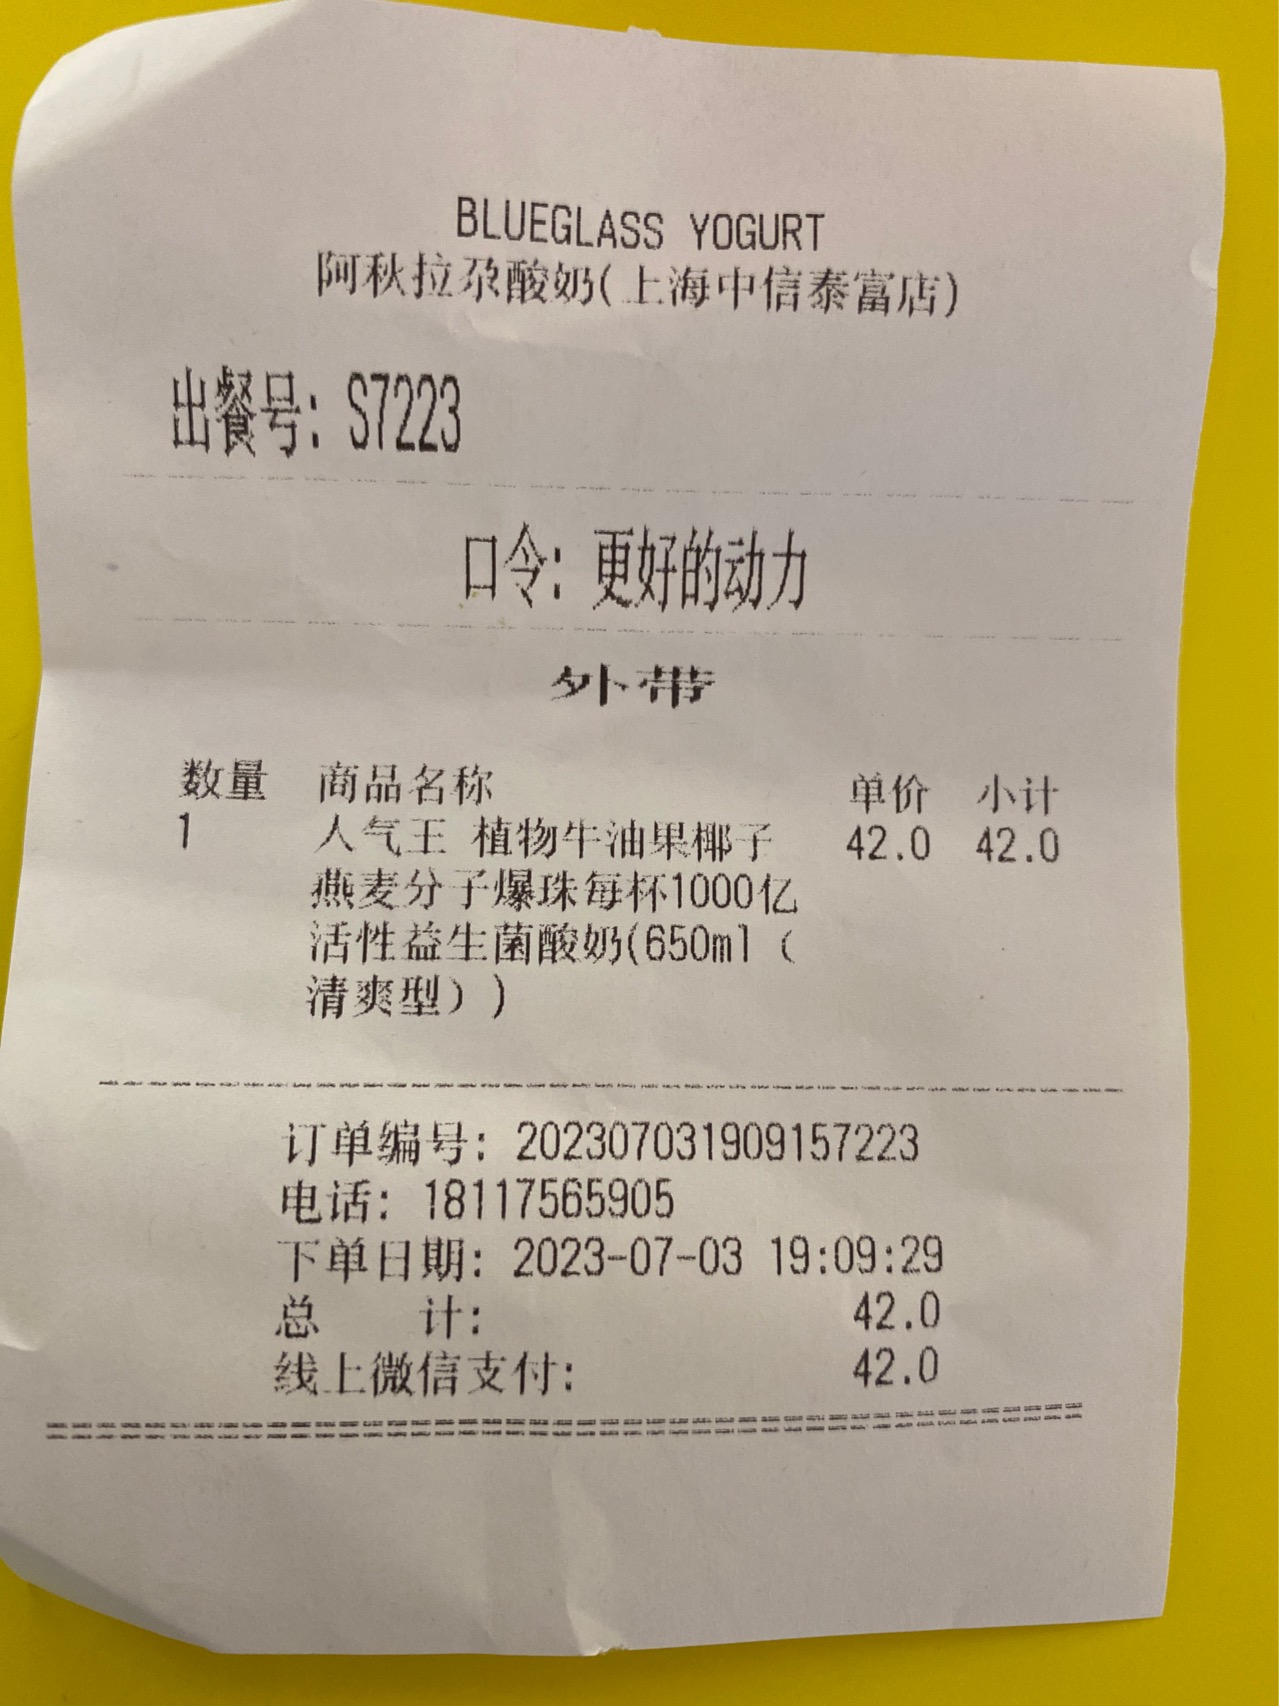 BLUEGLASS YOGURT
阿秋拉尕酸奶(上海中信泰富店)
出餐号: S7223
口令: 更好的动力
外带
数量 商品名称 单价 小计
1 人气王 植物牛油果椰子 42.0 42.0
燕麦分子爆珠每杯1000亿
活性益生菌酸奶(650ml（
清爽型）)
订单编号: 202307031909157223
电话: 18117565905
下单日期: 2023-07-03 19:09:29
总 计: 42.0
线上微信支付: 42.0